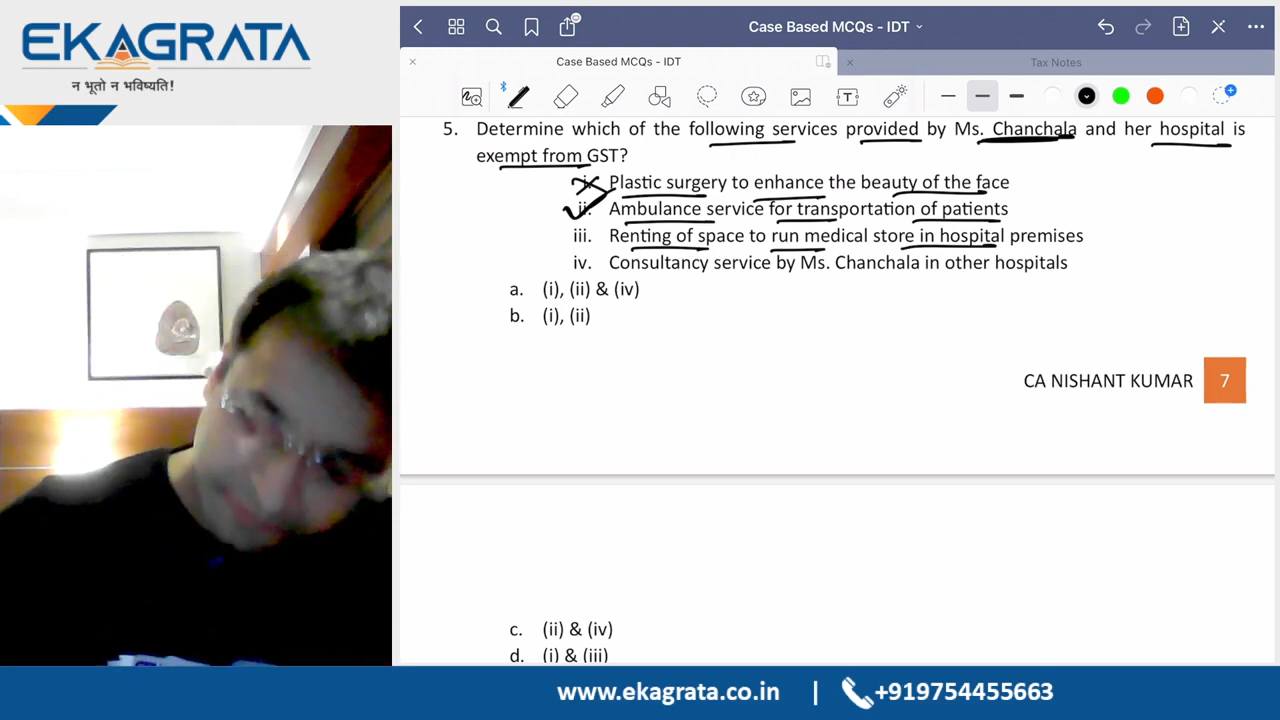 EKAGRATA
न भूतो न भविष्यति!
Case Based MCQs - IDT
Case Based MCQs - IDT
Tax Notes
5. Determine which of the following services provided by Ms. Chanchala and her hospital is
exempt from GST?
i. Plastic surgery to enhance the beauty of the face
ii. Ambulance service for transportation of patients
iii. Renting of space to run medical store in hospital premises
iv. Consultancy service by Ms. Chanchala in other hospitals
a. (i), (ii) & (iv)
b. (i), (ii)
CA NISHANT KUMAR 7
c. (ii) & (iv)
d. (i) & (iii)
www.ekagrata.co.in | +919754455663